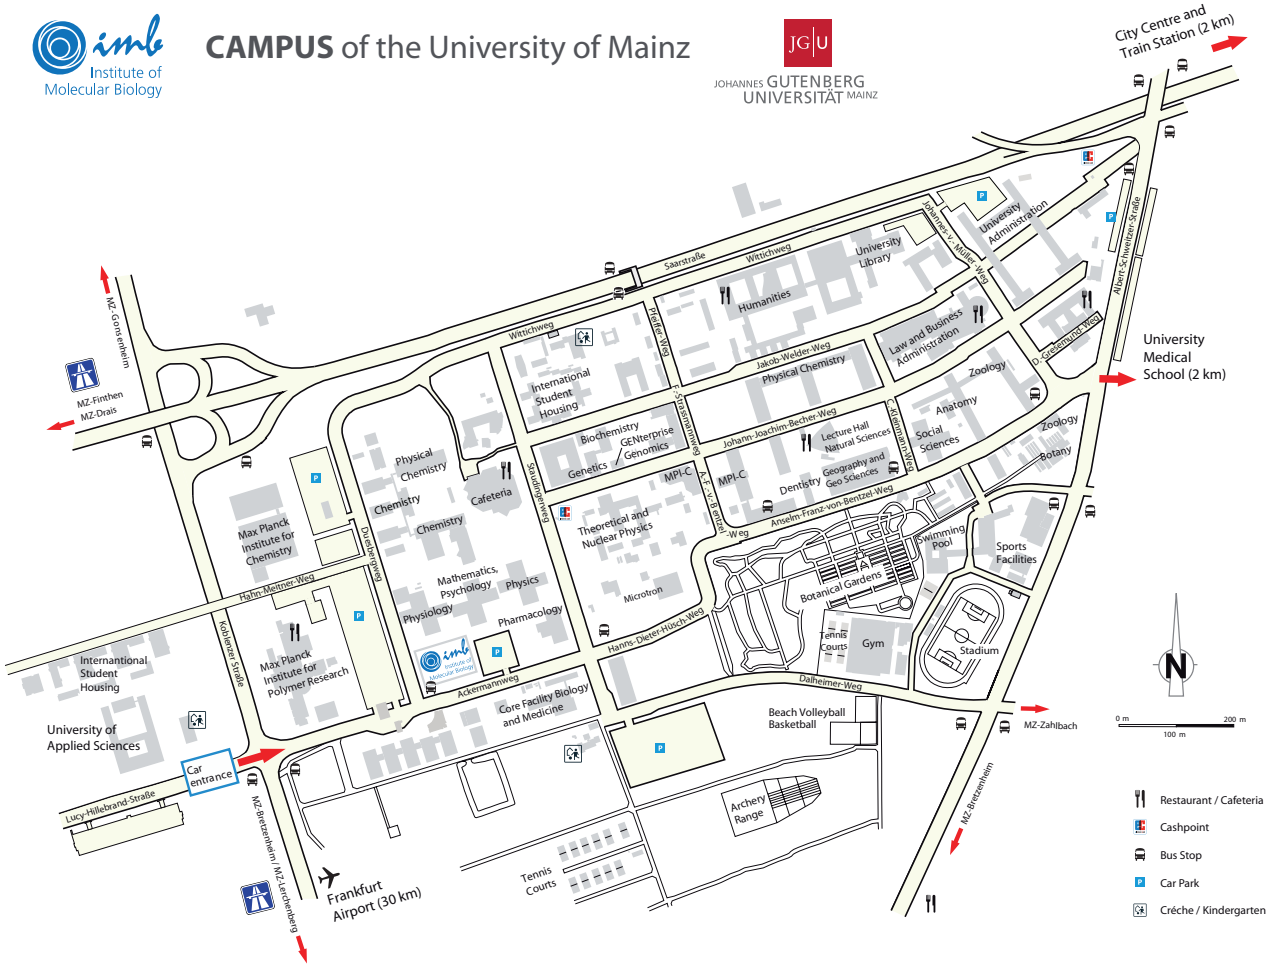 imb
Institute of
Molecular Biology
CAMPUS of the University of Mainz
JG|U
JOHANNES GUTENBERG
UNIVERSITÄT MAINZ
City Centre and
Train Station (2 km)
P
P
Johannes-v.-Müller-Weg
University
Administration
Albert-Schweitzer-Straße
Saarstraße
Wittichweg
University
Library
MZ-Gonsenheim
Humanities
Pfeiffer-Weg
Wittichweg
Law and Business
Administration
D.-Gresemund-Weg
University
Medical
School (2 km)
MZ-Finthen
MZ-Drais
Jakob-Welder-Weg
Physical Chemistry
Zoology
International
Student
Housing
F.-Strassmannweg
Johann-Joachim-Becher-Weg
C.-Kleinmann-Weg
Anatomy
Zoology
Biochemistry
GENterprise
Genomics
Genetics
Lecture Hall
Natural Sciences
Social
Sciences
Botany
Physical
Chemistry
P
Cafeteria
Staudingerweg
MPI-C
MPI-C
Dentistry
Geography and
Geo Sciences
A.-F.-v.-Bentzel-Weg
Anselm-Franz-von-Bentzel-Weg
Chemistry
Chemistry
Max Planck
Institute for
Chemistry
Duesbergweg
Theoretical and
Nuclear Physics
Swimming
Pool
Sports
Facilities
Hahn-Meitner-Weg
Mathematics,
Psychology
Physics
Physiology
Pharmacology
Microtron
Botanical Gardens
P
Koblenzer Straße
Hanns-Dieter-Hüsch-Weg
Tennis
Courts
Gym
Stadium
Internantional
Student
Housing
Max Planck
Institute for
Polymer Research
imb
Institute of
Molecular Biology
P
Ackermannweg
Dalheimer-Weg
N
University of
Applied Sciences
Core Facility Biology
and Medicine
Beach Volleyball
Basketball
MZ-Zahlbach
0 m
200 m
100 m
P
Car
entrance
Lucy-Hillebrand-Straße
MZ-Bretzenheim / MZ-Lerchenberg
Archery
Range
MZ-Bretzenheim
Tennis
Courts
Frankfurt
Airport (30 km)
Restaurant / Cafeteria
Cashpoint
Bus Stop
P
Car Park
Créche / Kindergarten